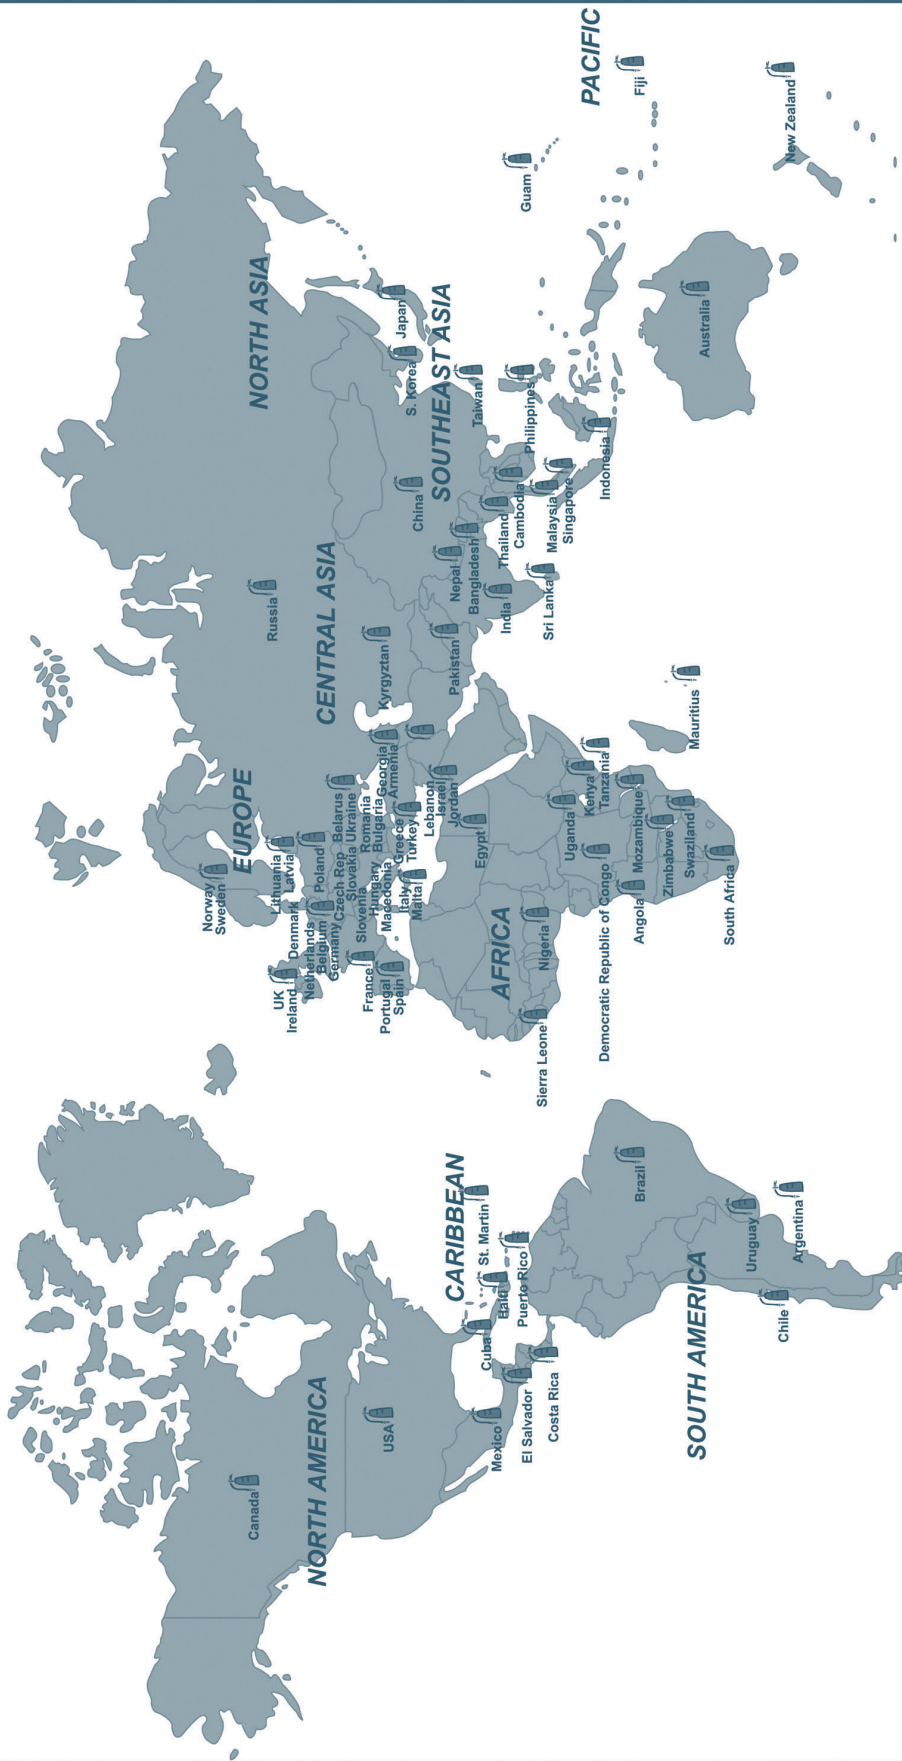 NORTH AMERICA
Canada
USA
Mexico
El Salvador
Costa Rica
CARIBBEAN
Cuba
Haiti
Puerto Rico
St. Martin
SOUTH AMERICA
Brazil
Uruguay
Argentina
Chile
EUROPE
Norway
Sweden
UK
Ireland
Lithuania
Latvia
Denmark
Netherlands
Belgium
Germany
Poland
Czech Rep
Slovakia
Slovenia
Hungary
Macedonia
Belarus
Ukraine
Romania
Bulgaria
Greece
Turkey
Italy
Malta
France
Portugal
Spain
Georgia
Armenia
Lebanon
Israel
Jordan
AFRICA
Egypt
Nigeria
Sierra Leone
Uganda
Kenya
Tanzania
Democratic Republic of Congo
Angola
Mozambique
Zimbabwe
Swaziland
South Africa
Mauritius
NORTH ASIA
Russia
CENTRAL ASIA
Kyrgyztan
Pakistan
SOUTHEAST ASIA
China
Japan
S. Korea
Taiwan
Nepal
Bangladesh
India
Sri Lanka
Thailand
Cambodia
Malaysia
Singapore
Philippines
Indonesia
PACIFIC
Guam
Fiji
Australia
New Zealand